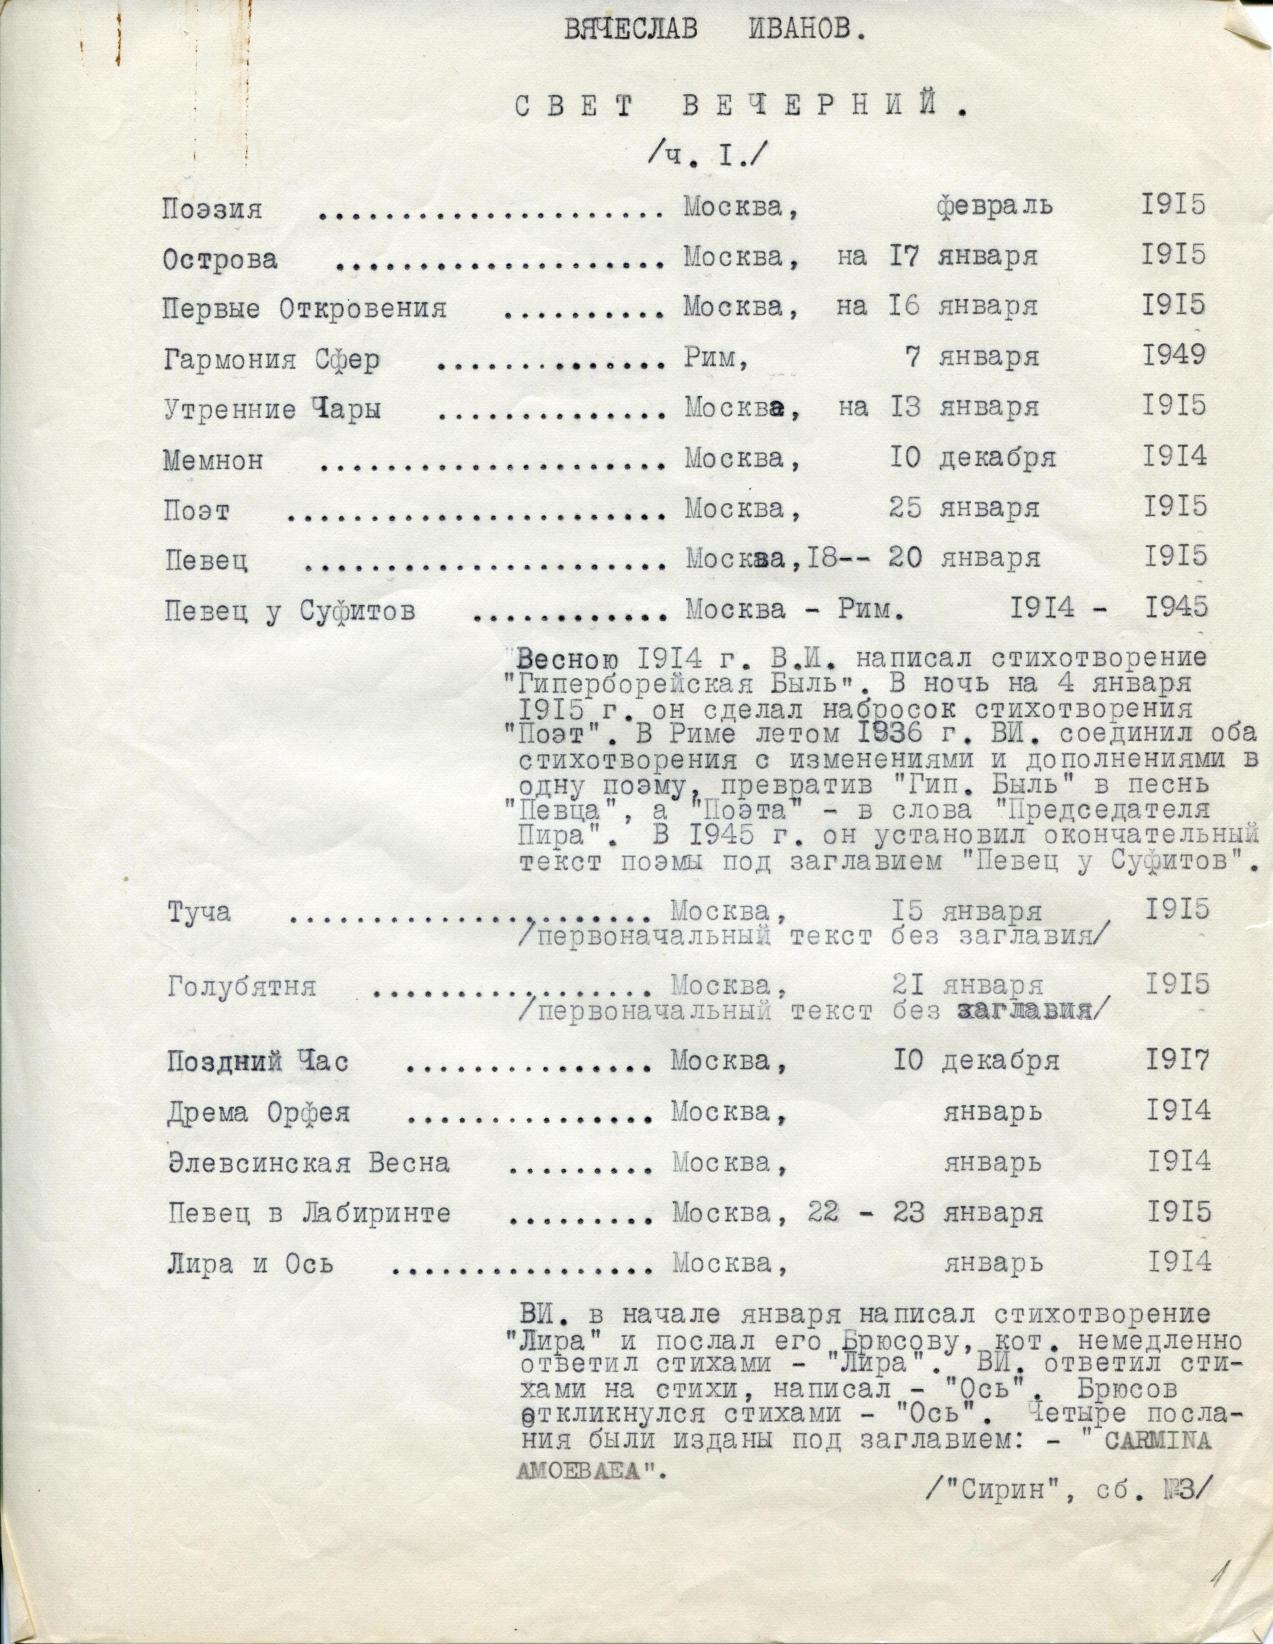 ВЯЧЕСЛАВ ИВАНОВ.
СВЕТ ВЕЧЕРНИЙ.
/ч. I./
Поэзия ..................... Москва, февраль 1915
Острова .................... Москва, на 17 января 1915
Первые Откровения .......... Москва, на 16 января 1915
Гармония Сфер .............. Рим, 7 января 1949
Утренние Чары .............. Москва, на 13 января 1915
Мемнон ..................... Москва, 10 декабря 1914
Поэт ....................... Москва, 25 января 1915
Певец ...................... Москва, 18-- 20 января 1915
Певец у Суфитов ............ Москва - Рим. 1914 - 1945
"Весною 1914 г. В.И. написал стихотворение
"Гиперборейская Быль". В ночь на 4 января
1915 г. он сделал набросок стихотворения
"Поэт". В Риме летом 1936 г. ВИ. соединил оба
стихотворения с изменениями и дополнениями в
одну поэму, превратив "Гип. Быль" в песнь
"Певца", а "Поэта" - в слова "Председателя
Пира". В 1945 г. он установил окончательный
текст поэмы под заглавием "Певец у Суфитов".
Туча ...................... Москва, 15 января 1915
/первоначальный текст без заглавия/
Голубятня ................. Москва, 21 января 1915
/первоначальный текст без заглавия/
Поздний Час ............... Москва, 10 декабря 1917
Дрема Орфея ............... Москва, январь 1914
Элевсинская Весна ......... Москва, январь 1914
Певец в Лабиринте ......... Москва, 22 - 23 января 1915
Лира и Ось ................ Москва, январь 1914
ВИ. в начале января написал стихотворение
"Лира" и послал его Брюсову, кот. немедленно
ответил стихами - "Лира". ВИ. ответил сти-
хами на стихи, написал - "Ось". Брюсов
откликнулся стихами - "Ось". Четыре посла-
ния были изданы под заглавием: - " CARMINA
AMOEBAEA".
/"Сирин", сб. №3/
1